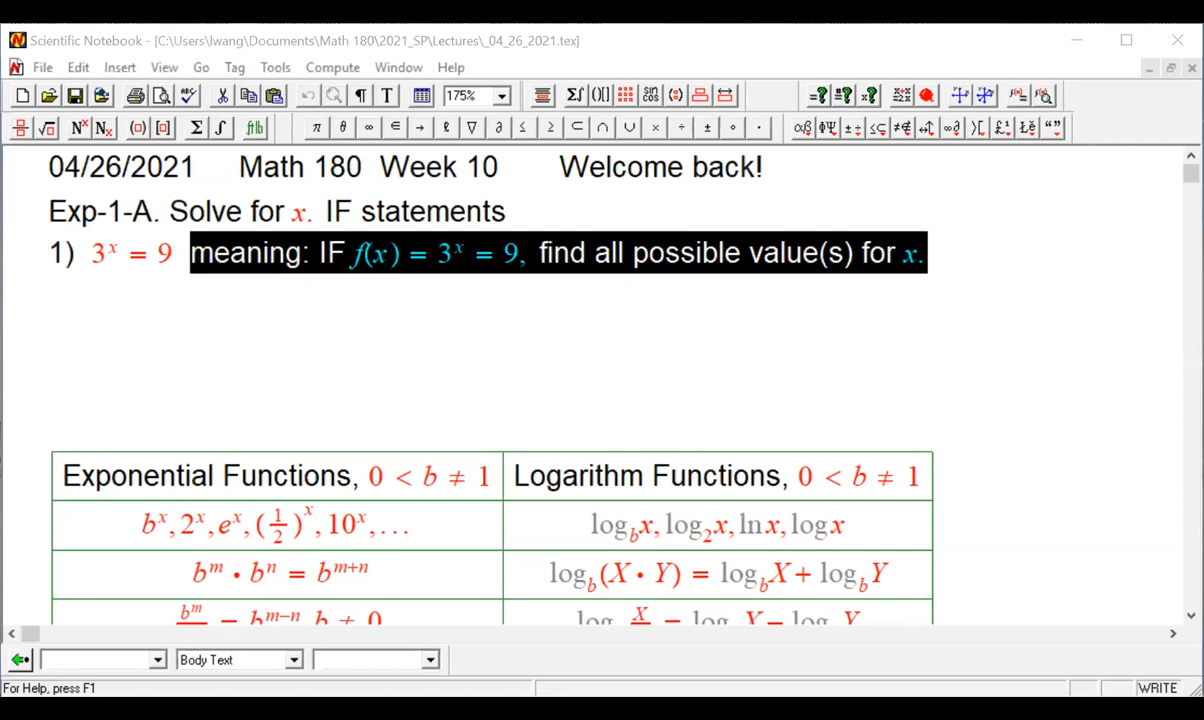 Scientific Notebook - [C:\Users\lwang\Documents\Math 180\2021_SP\Lectures\_04_26_2021.tex]
File Edit Insert View Go Tag Tools Compute Window Help
175%
04/26/2021 Math 180 Week 10 Welcome back!
Exp-1-A. Solve for x. IF statements
1) 3^x = 9 meaning: IF f(x) = 3^x = 9, find all possible value(s) for x.
Exponential Functions, 0 < b ≠ 1 Logarithm Functions, 0 < b ≠ 1
b^x, 2^x, e^x, (1/2)^x, 10^x, … log_b x, log_2 x, ln x, log x
b^m • b^n = b^{m+n} log_b(X • Y) = log_b X + log_b Y
Body Text
For Help, press F1 WRITE